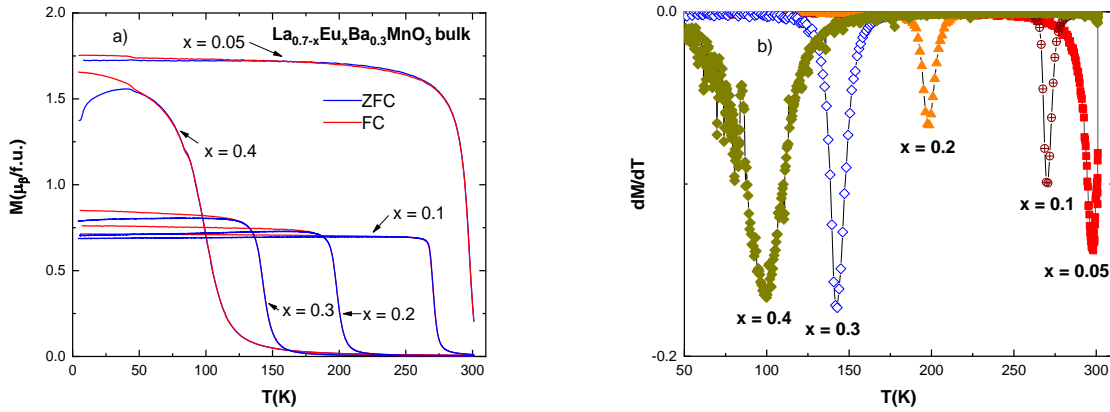 a)
La0.7-xEuxBa0.3MnO3 bulk
x = 0.05
ZFC
FC
x = 0.4
x = 0.1
x = 0.3
x = 0.2
M(μβ/f.u.)
2.0
1.5
1.0
0.5
0.0
0 50 100 150 200 250 300
T(K)
b)
0.0
-0.2
dM/dT
x = 0.2
x = 0.1
x = 0.05
x = 0.4
x = 0.3
50 100 150 200 250 300
T(K)